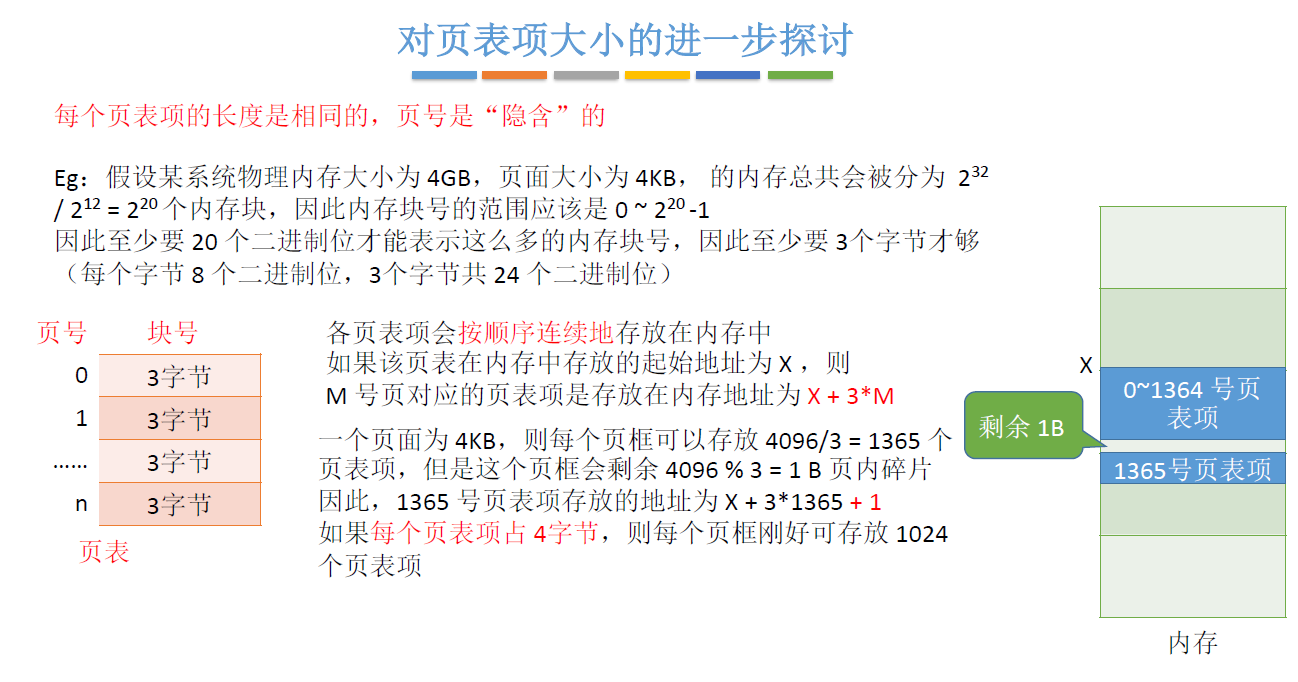 对页表项大小的进一步探讨
每个页表项的长度是相同的，页号是“隐含”的
Eg：假设某系统物理内存大小为 4GB，页面大小为 4KB， 的内存总共会被分为 2³²
/ 2¹² = 2²⁰ 个内存块，因此内存块号的范围应该是 0 ~ 2²⁰ -1
因此至少要 20 个二进制位才能表示这么多的内存块号，因此至少要 3个字节才够
（每个字节 8 个二进制位，3个字节共 24 个二进制位）
页号 块号
0 3字节
1 3字节
…… 3字节
n 3字节
页表
各页表项会按顺序连续地存放在内存中
如果该页表在内存中存放的起始地址为 X ，则
M 号页对应的页表项是存放在内存地址为 X + 3*M
一个页面为 4KB，则每个页框可以存放 4096/3 = 1365 个
页表项，但是这个页框会剩余 4096 % 3 = 1 B 页内碎片
因此，1365 号页表项存放的地址为 X + 3*1365 + 1
如果每个页表项占 4字节，则每个页框刚好可存放 1024
个页表项
X
0~1364 号页
表项
剩余 1B
1365号页表项
内存